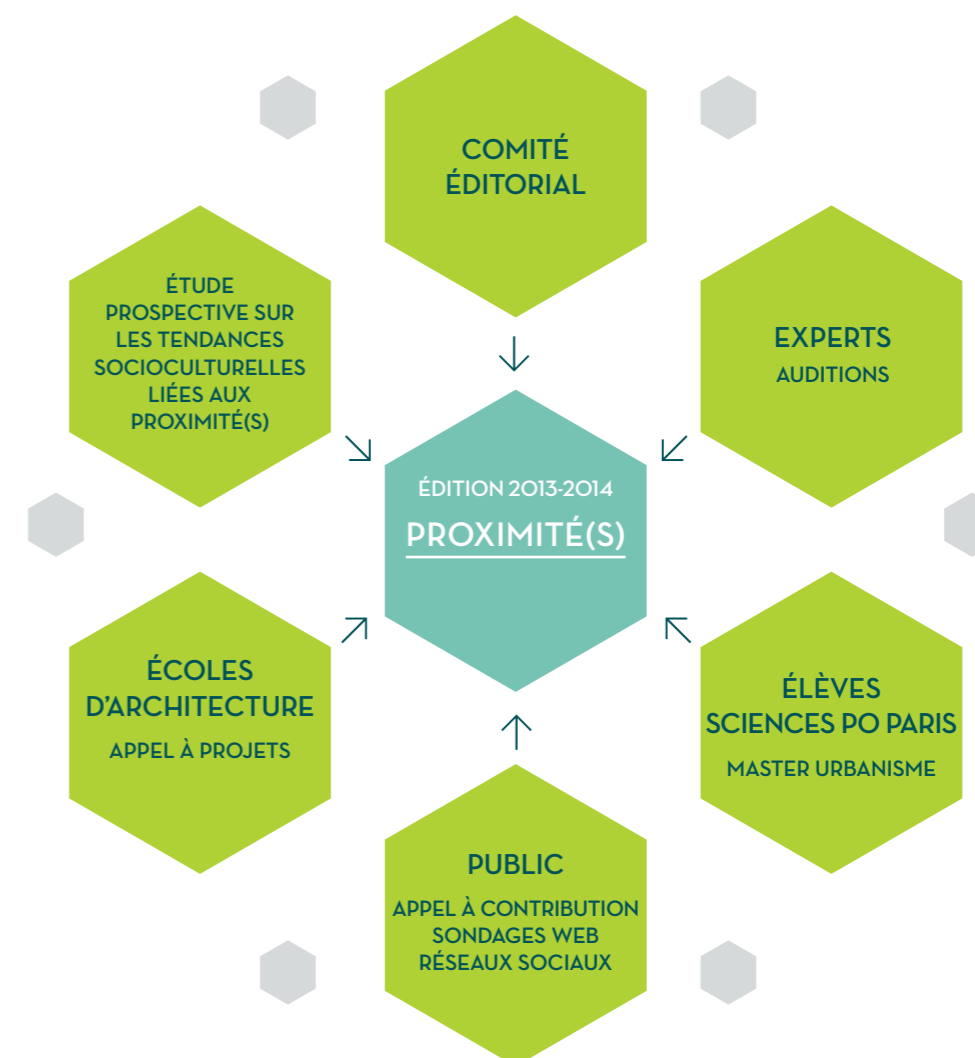 COMITÉ
ÉDITORIAL
ÉTUDE
PROSPECTIVE SUR
LES TENDANCES
SOCIOCULTURELLES
LIÉES AUX
PROXIMITÉ(S)
EXPERTS
AUDITIONS
ÉDITION 2013-2014
PROXIMITÉ(S)
ÉCOLES
D'ARCHITECTURE
APPEL À PROJETS
ÉLÈVES
SCIENCES PO PARIS
MASTER URBANISME
PUBLIC
APPEL À CONTRIBUTION
SONDAGES WEB
RÉSEAUX SOCIAUX